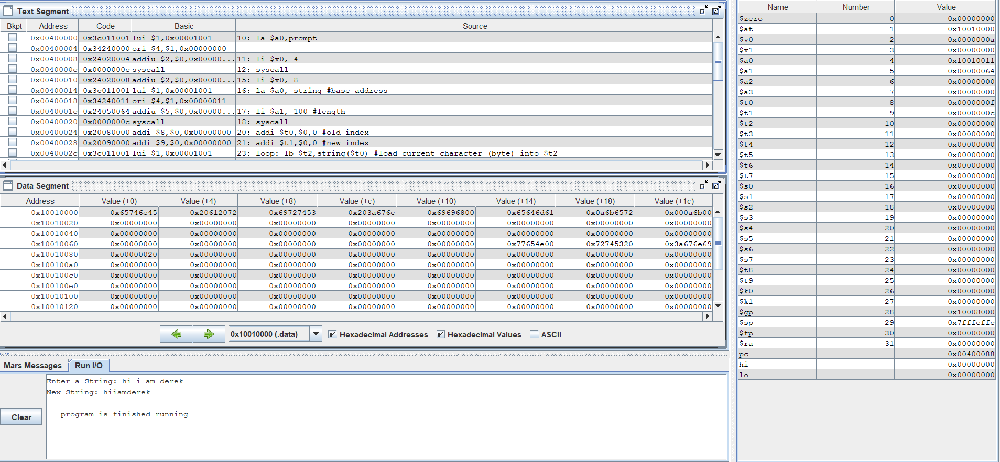 Text Segment
Bkpt Address Code Basic Source
0x00400000 0x3c011001 lui $1,0x00001001 10: la $a0,prompt
0x00400004 0x34240000 ori $4,$1,0x00000000
0x00400008 0x24020004 addiu $2,$0,0x00000... 11: li $v0, 4
0x0040000c 0x0000000c syscall 12: syscall
0x00400010 0x24020008 addiu $2,$0,0x00000... 15: li $v0, 8
0x00400014 0x3c011001 lui $1,0x00001001 16: la $a0, string #base address
0x00400018 0x34240011 ori $4,$1,0x00000011
0x0040001c 0x24050064 addiu $5,$0,0x00000... 17: li $a1, 100 #length
0x00400020 0x0000000c syscall 18: syscall
0x00400024 0x20080000 addi $8,$0,0x00000000 20: addi $t0,$0,0 #old index
0x00400028 0x20090000 addi $9,$0,0x00000000 21: addi $t1,$0,0 #new index
0x0040002c 0x3c011001 lui $1,0x00001001 23: loop: lb $t2,string($t0) #load current character (byte) into $t2
Data Segment
Address Value (+0) Value (+4) Value (+8) Value (+c) Value (+10) Value (+14) Value (+18) Value (+1c)
0x10010000 0x65746e45 0x20612072 0x69727453 0x203a676e 0x69696800 0x65646d61 0x0a6b6572 0x000a6b00
0x10010020 0x00000000 0x00000000 0x00000000 0x00000000 0x00000000 0x00000000 0x00000000 0x00000000
0x10010040 0x00000000 0x00000000 0x00000000 0x00000000 0x00000000 0x00000000 0x00000000 0x00000000
0x10010060 0x00000000 0x00000000 0x00000000 0x00000000 0x00000000 0x77654e00 0x72745320 0x3a676e69
0x10010080 0x00000020 0x00000000 0x00000000 0x00000000 0x00000000 0x00000000 0x00000000 0x00000000
0x100100a0 0x00000000 0x00000000 0x00000000 0x00000000 0x00000000 0x00000000 0x00000000 0x00000000
0x100100c0 0x00000000 0x00000000 0x00000000 0x00000000 0x00000000 0x00000000 0x00000000 0x00000000
0x100100e0 0x00000000 0x00000000 0x00000000 0x00000000 0x00000000 0x00000000 0x00000000 0x00000000
0x10010100 0x00000000 0x00000000 0x00000000 0x00000000 0x00000000 0x00000000 0x00000000 0x00000000
0x10010120 0x00000000 0x00000000 0x00000000 0x00000000 0x00000000 0x00000000 0x00000000 0x00000000
0x10010000 (.data) Hexadecimal Addresses Hexadecimal Values ASCII
Mars Messages Run I/O
Enter a String: hi i am derek
New String: hiiamderek
-- program is finished running --
Clear
Name Number Value
$zero 0 0x00000000
$at 1 0x10010000
$v0 2 0x0000000a
$v1 3 0x00000000
$a0 4 0x10010011
$a1 5 0x00000064
$a2 6 0x00000000
$a3 7 0x00000000
$t0 8 0x0000000f
$t1 9 0x0000000c
$t2 10 0x00000000
$t3 11 0x00000000
$t4 12 0x00000000
$t5 13 0x00000000
$t6 14 0x00000000
$t7 15 0x00000000
$s0 16 0x00000000
$s1 17 0x00000000
$s2 18 0x00000000
$s3 19 0x00000000
$s4 20 0x00000000
$s5 21 0x00000000
$s6 22 0x00000000
$s7 23 0x00000000
$t8 24 0x00000000
$t9 25 0x00000000
$k0 26 0x00000000
$k1 27 0x00000000
$gp 28 0x10008000
$sp 29 0x7fffeffc
$fp 30 0x00000000
$ra 31 0x00000000
pc 0x00400088
hi 0x00000000
lo 0x00000000